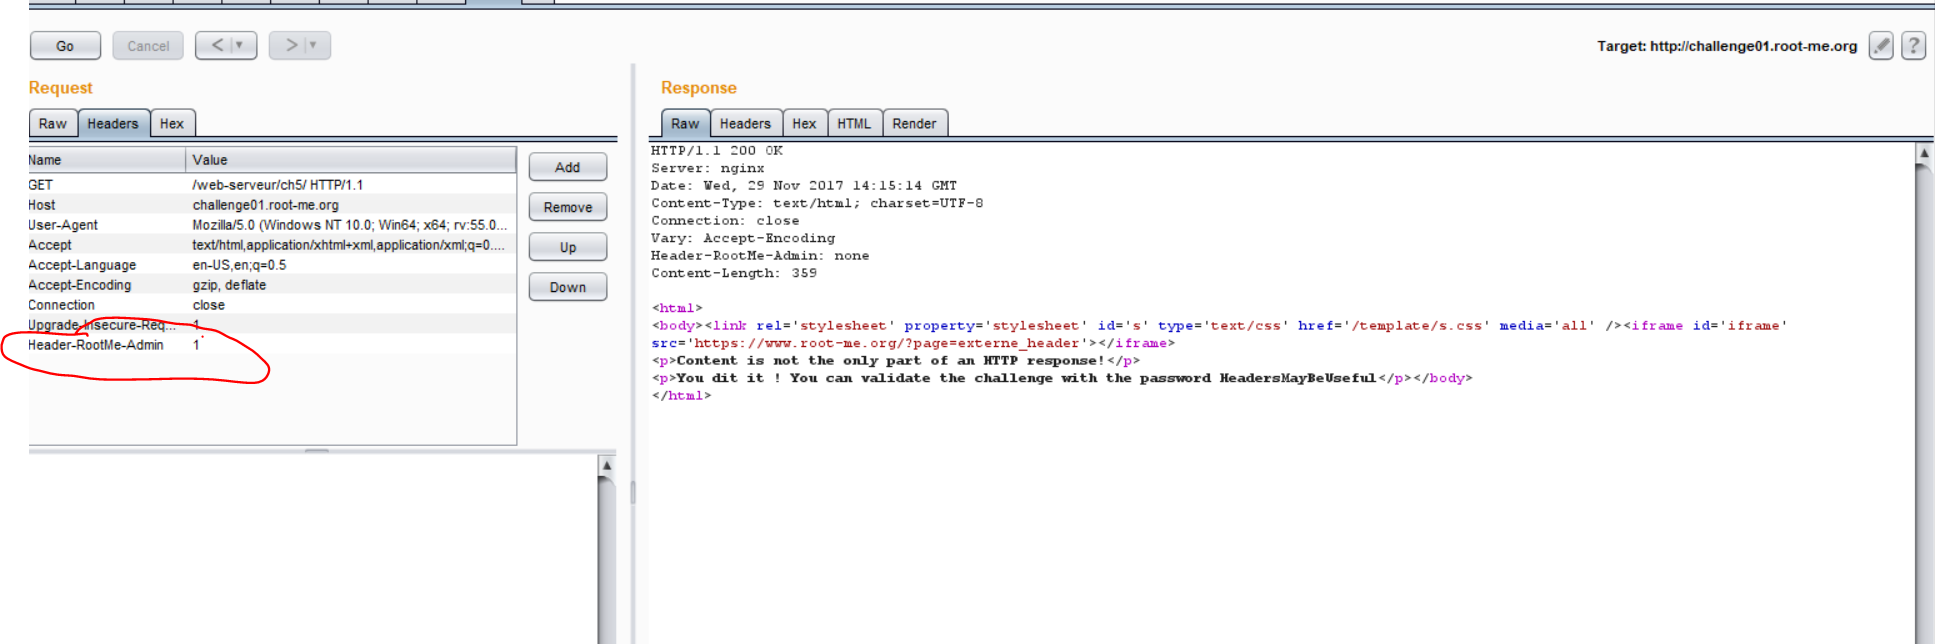 Go Cancel < > Target: http://challenge01.root-me.org ?
Request
Raw Headers Hex
Name Value
GET /web-serveur/ch5/ HTTP/1.1
Host challenge01.root-me.org
User-Agent Mozilla/5.0 (Windows NT 10.0; Win64; x64; rv:55.0...
Accept text/html,application/xhtml+xml,application/xml;q=0....
Accept-Language en-US,en;q=0.5
Accept-Encoding gzip, deflate
Connection close
Upgrade-Insecure-Req... 1
Header-RootMe-Admin 1
Add
Remove
Up
Down
Response
Raw Headers Hex HTML Render
HTTP/1.1 200 OK
Server: nginx
Date: Wed, 29 Nov 2017 14:15:14 GMT
Content-Type: text/html; charset=UTF-8
Connection: close
Vary: Accept-Encoding
Header-RootMe-Admin: none
Content-Length: 359
<html>
<body><link rel='stylesheet' property='stylesheet' id='s' type='text/css' href='/template/s.css' media='all' /><iframe id='iframe'
src='https://www.root-me.org/?page=externe_header'></iframe>
<p>Content is not the only part of an HTTP response!</p>
<p>You dit it ! You can validate the challenge with the password HeadersMayBeUseful</p></body>
</html>